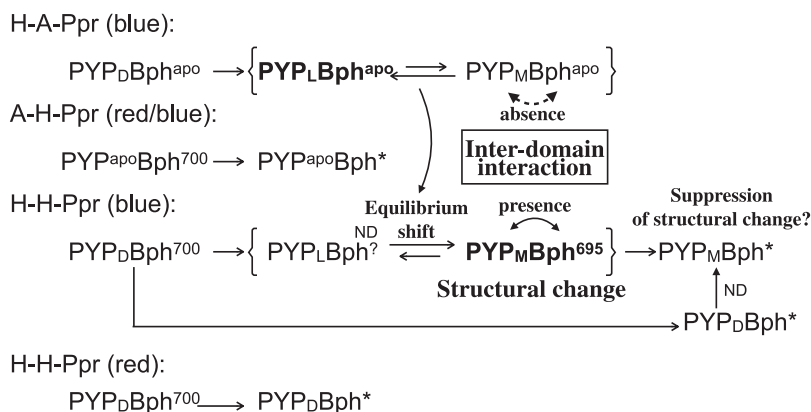 H-A-Ppr (blue):
PYPDBphapo → {PYPLBphapo ⇌ PYPMBphapo}
absence
A-H-Ppr (red/blue):
Inter-domain
interaction
PYPapoBph700 → PYPapoBph*
H-H-Ppr (blue):
Equilibrium
shift
presence
Suppression
of structural change?
PYPDBph700 → {PYPLBph? ND ⇌ PYPMBph695} → PYPMBph*
Structural change
ND
PYPDBph*
H-H-Ppr (red):
PYPDBph700 → PYPDBph*